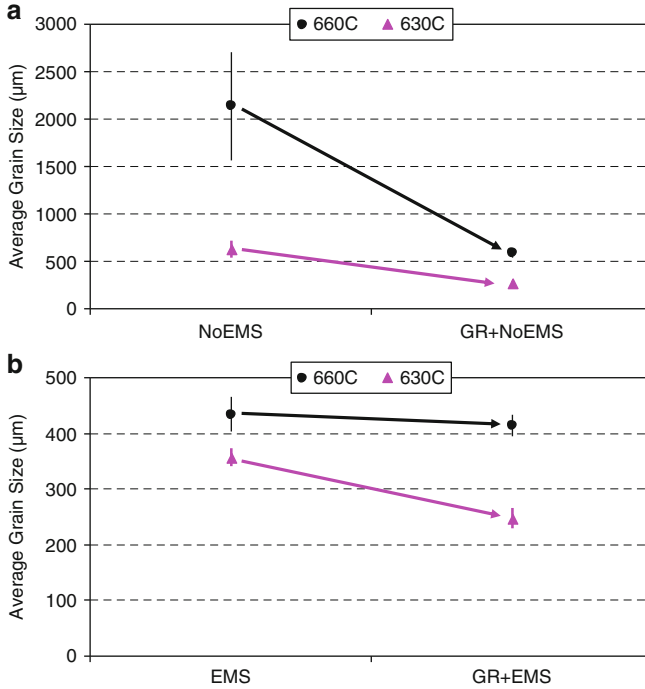 a
660C 630C
Average Grain Size (µm)
3000
2500
2000
1500
1000
500
0
NoEMS GR+NoEMS
b
660C 630C
Average Grain Size (µm)
500
400
300
200
100
0
EMS GR+EMS